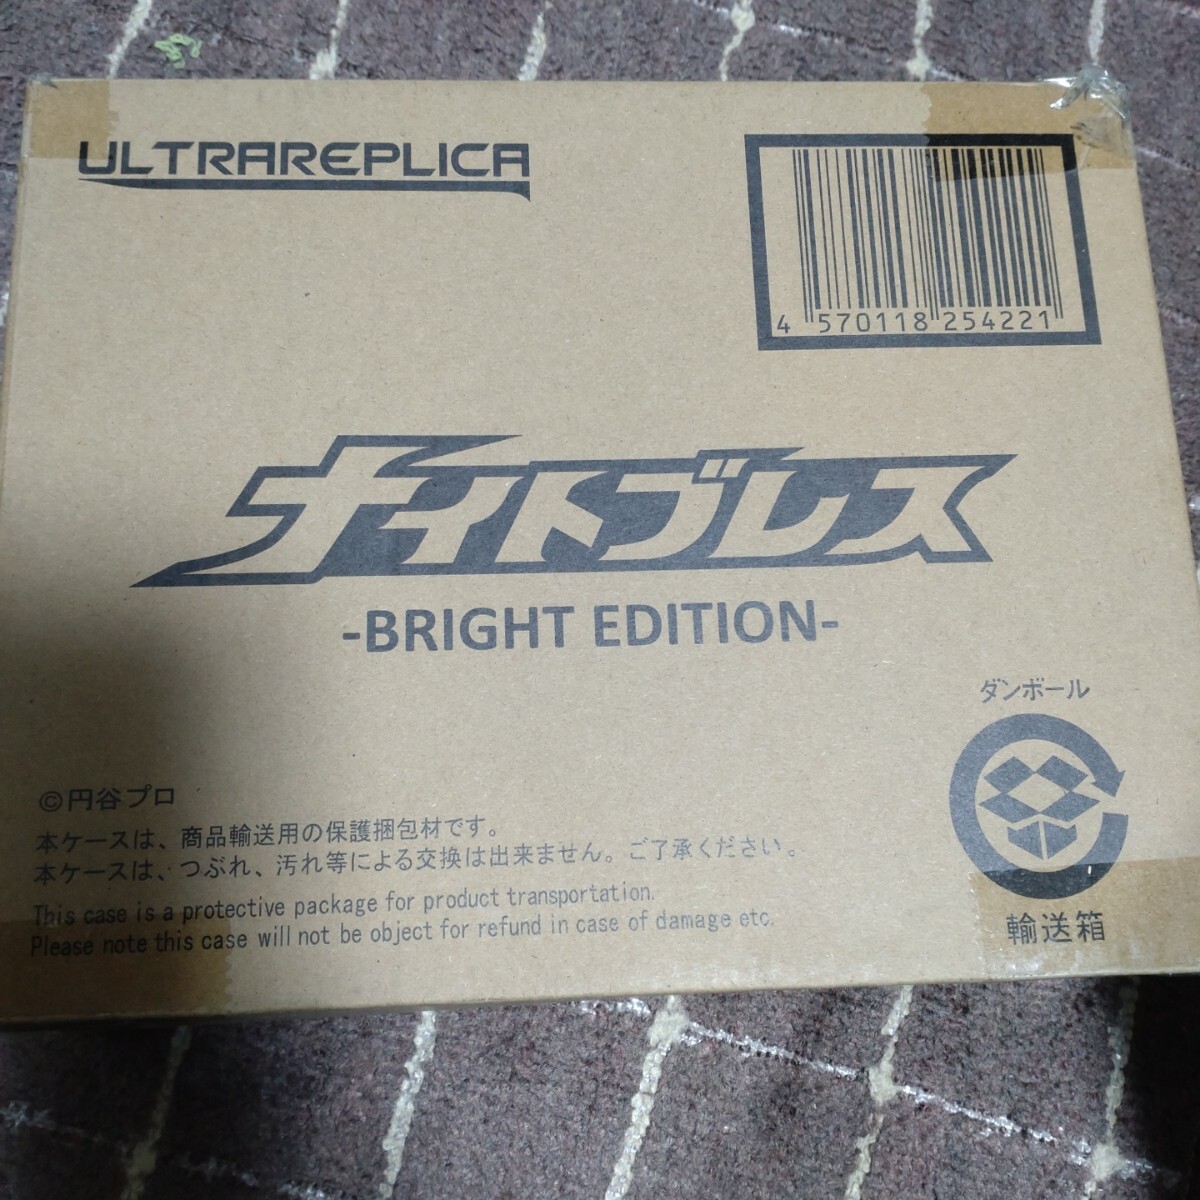 ULTRAREPLICA
4 570118 254221
ナイトブレス
-BRIGHT EDITION-
ダンボール
輸送箱
©円谷プロ
本ケースは、商品輸送用の保護梱包材です。
本ケースは、つぶれ、汚れ等による交換は出来ません。ご了承ください。
This case is a protective package for product transportation.
Please note this case will not be object for refund in case of damage etc.